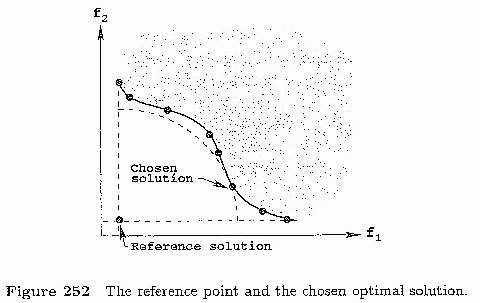 f2
Chosen
solution
f1
Reference solution
Figure 252 The reference point and the chosen optimal solution.